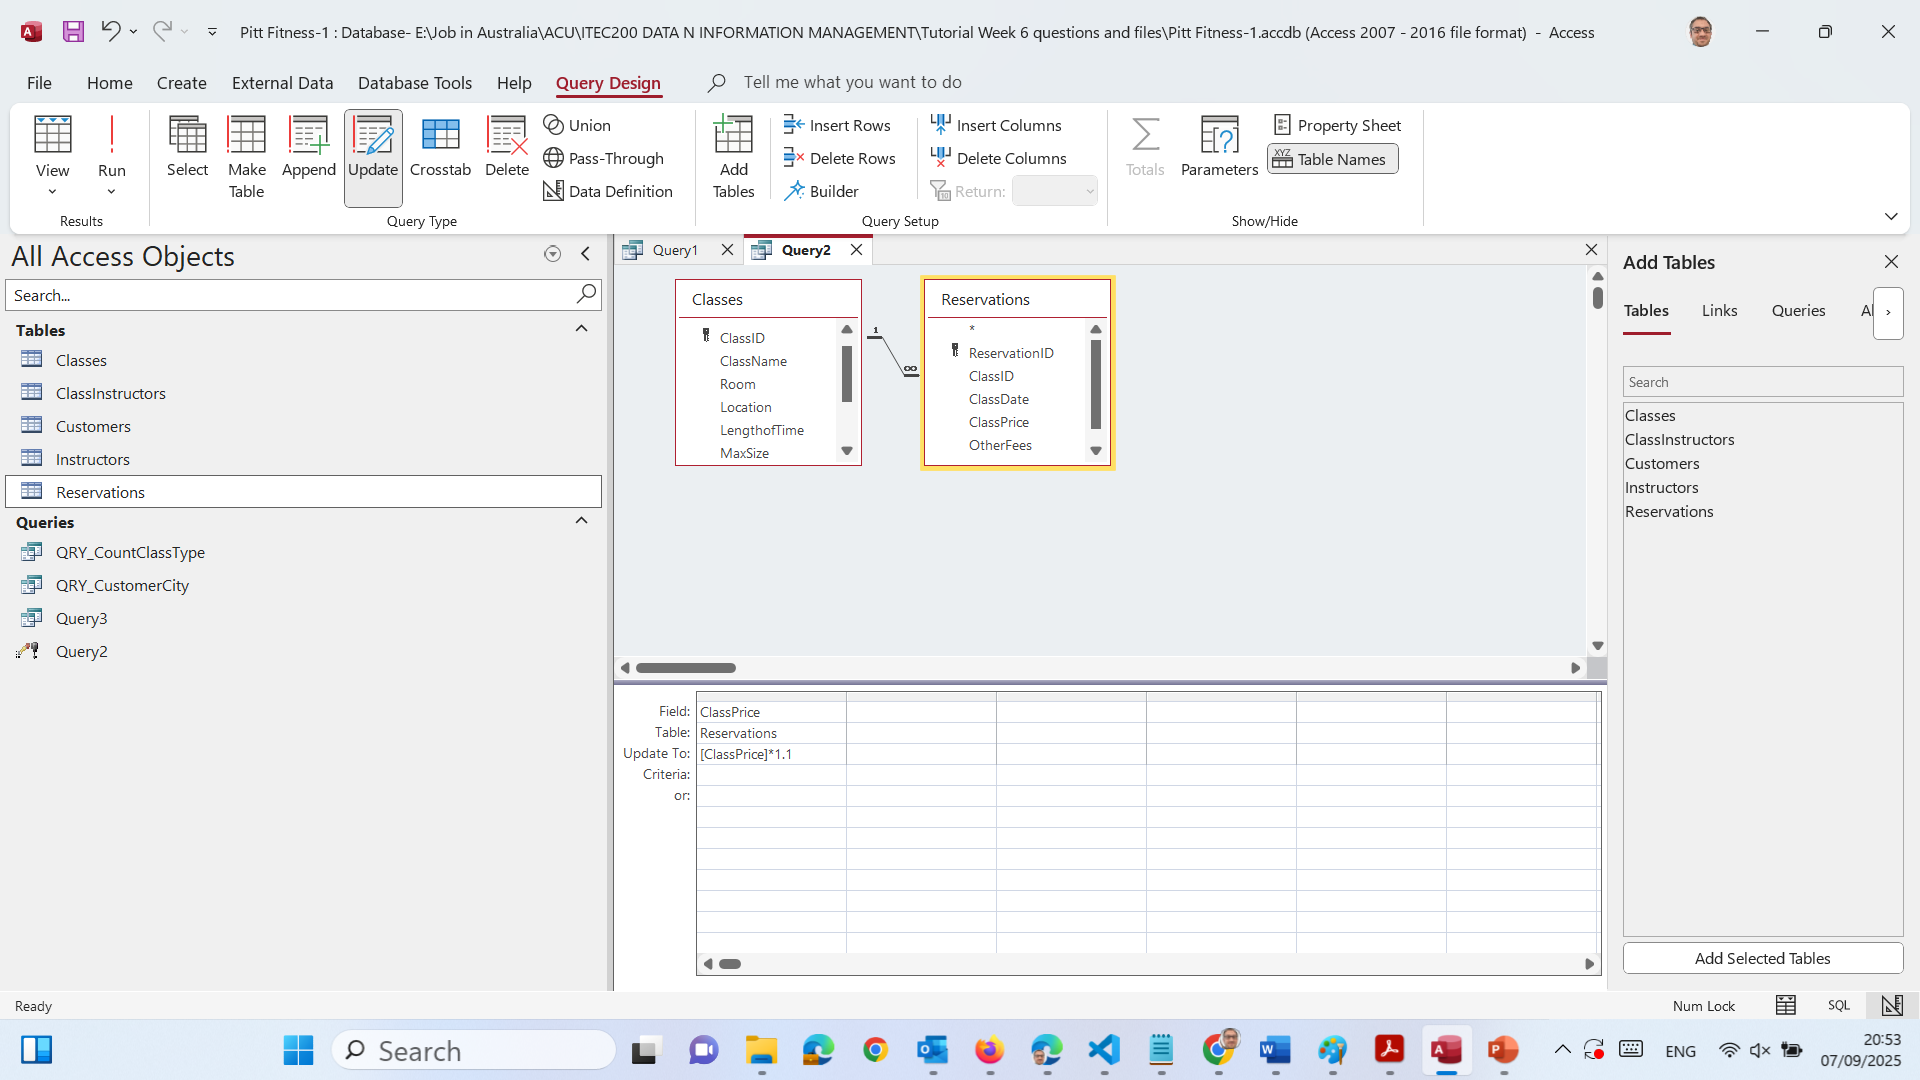 Pitt Fitness-1 : Database- E:\Job in Australia\ACU\ITEC200 DATA N INFORMATION MANAGEMENT\Tutorial Week 6 questions and files\Pitt Fitness-1.accdb (Access 2007 - 2016 file format) - Access
File Home Create External Data Database Tools Help Query Design Tell me what you want to do
View
Run
Results
Select
Make Table
Append
Update
Crosstab
Delete
Union
Pass-Through
Data Definition
Query Type
Add Tables
Insert Rows
Delete Rows
Builder
Insert Columns
Delete Columns
Return:
Query Setup
Totals
Parameters
Property Sheet
XYZ Table Names
Show/Hide
All Access Objects
Search...
Tables
Classes
ClassInstructors
Customers
Instructors
Reservations
Queries
QRY_CountClassType
QRY_CustomerCity
Query3
Query2
Query1
Query2
Classes
ClassID
ClassName
Room
Location
LengthofTime
MaxSize
1
∞
Reservations
*
ReservationID
ClassID
ClassDate
ClassPrice
OtherFees
Field: ClassPrice
Table: Reservations
Update To: [ClassPrice]*1.1
Criteria:
or:
Add Tables
Tables Links Queries Al
Search
Classes
ClassInstructors
Customers
Instructors
Reservations
Add Selected Tables
Ready
Num Lock
SQL
Search
ENG
20:53
07/09/2025